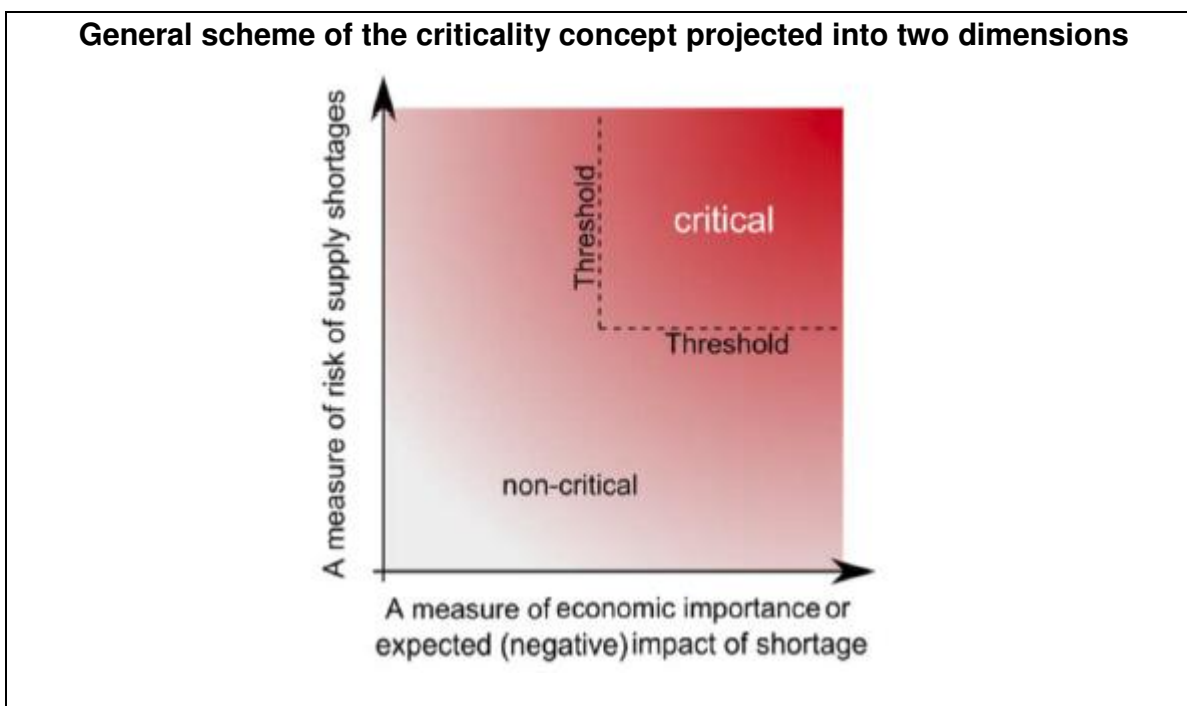 General scheme of the criticality concept projected into two dimensions
A measure of risk of supply shortages
Threshold
critical
Threshold
non-critical
A measure of economic importance or
expected (negative) impact of shortage